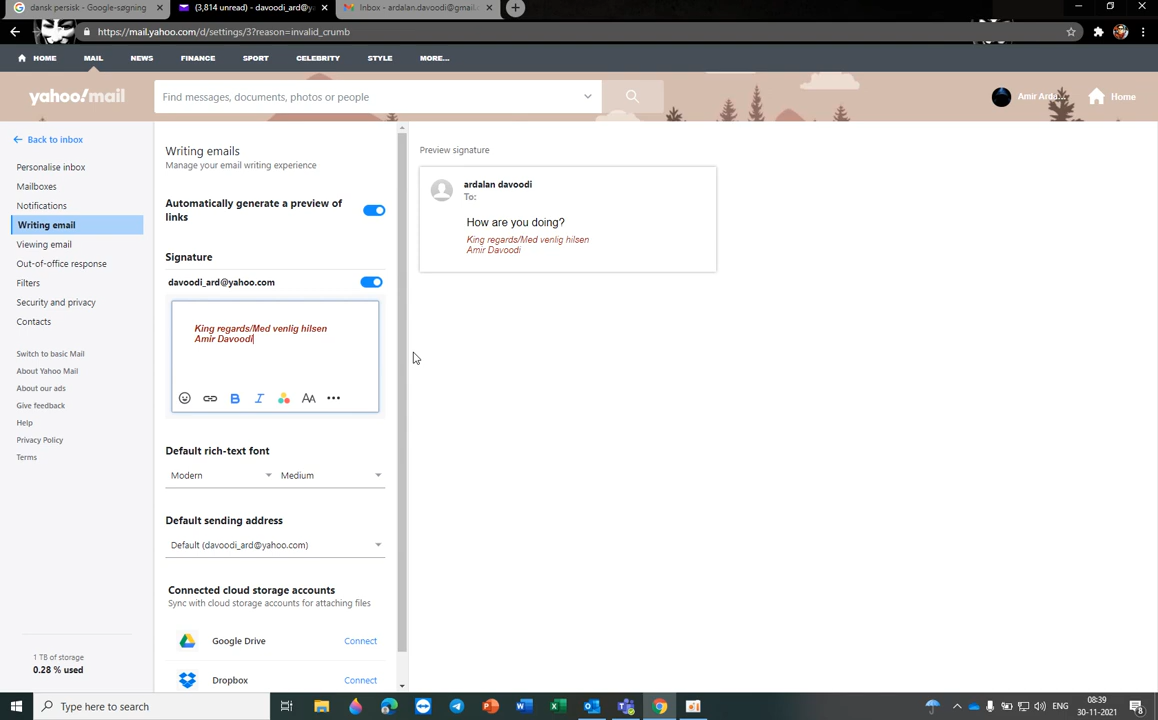 dansk persisk - Google-søgning
(3,814 unread) - davoodi_ard@y
Inbox - ardalan.davoodi@gmail.
https://mail.yahoo.com/d/settings/3?reason=invalid_crumb
HOME MAIL NEWS FINANCE SPORT CELEBRITY STYLE MORE...
yahoo!mail
Find messages, documents, photos or people
Amir Arda...
Home
Back to inbox
Personalise inbox
Mailboxes
Notifications
Writing email
Viewing email
Out-of-office response
Filters
Security and privacy
Contacts
Switch to basic Mail
About Yahoo Mail
About our ads
Give feedback
Help
Privacy Policy
Terms
1 TB of storage
0.28 % used
Writing emails
Manage your email writing experience
Automatically generate a preview of
links
Signature
davoodi_ard@yahoo.com
King regards/Med venlig hilsen
Amir Davoodi
B I AA
Default rich-text font
Modern Medium
Default sending address
Default (davoodi_ard@yahoo.com)
Connected cloud storage accounts
Sync with cloud storage accounts for attaching files
Google Drive Connect
Dropbox Connect
Preview signature
ardalan davoodi
To:
How are you doing?
King regards/Med venlig hilsen
Amir Davoodi
Type here to search
ENG
08:39
30-11-2021
8